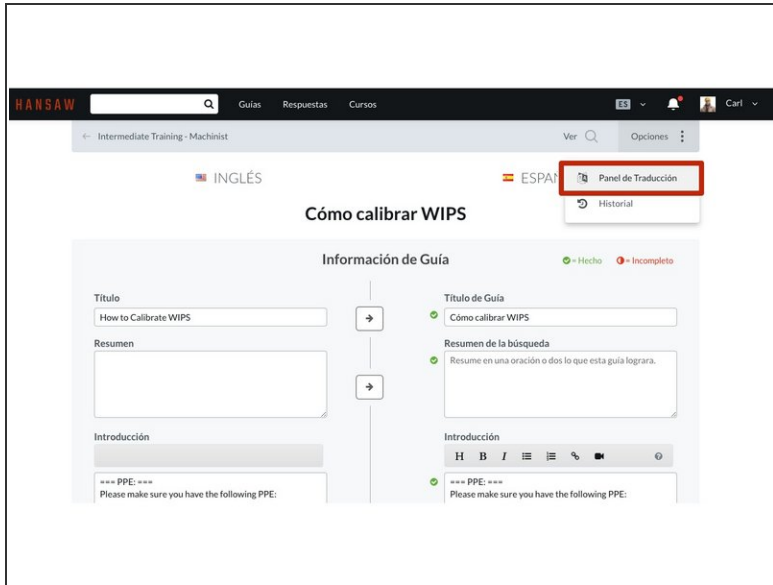 HANSAW Guías Respuestas Cursos ES Carl
← Intermediate Training - Machinist Ver Opciones
INGLÉS ESPAÑ Panel de Traducción
Historial
Cómo calibrar WIPS
Información de Guía = Hecho = Incompleto
Título Título de Guía
How to Calibrate WIPS Cómo calibrar WIPS
Resumen Resumen de la búsqueda
Resume en una oración o dos lo que esta guía lograra.
Introducción Introducción
H B I
=== PPE: === === PPE: ===
Please make sure you have the following PPE: Please make sure you have the following PPE: